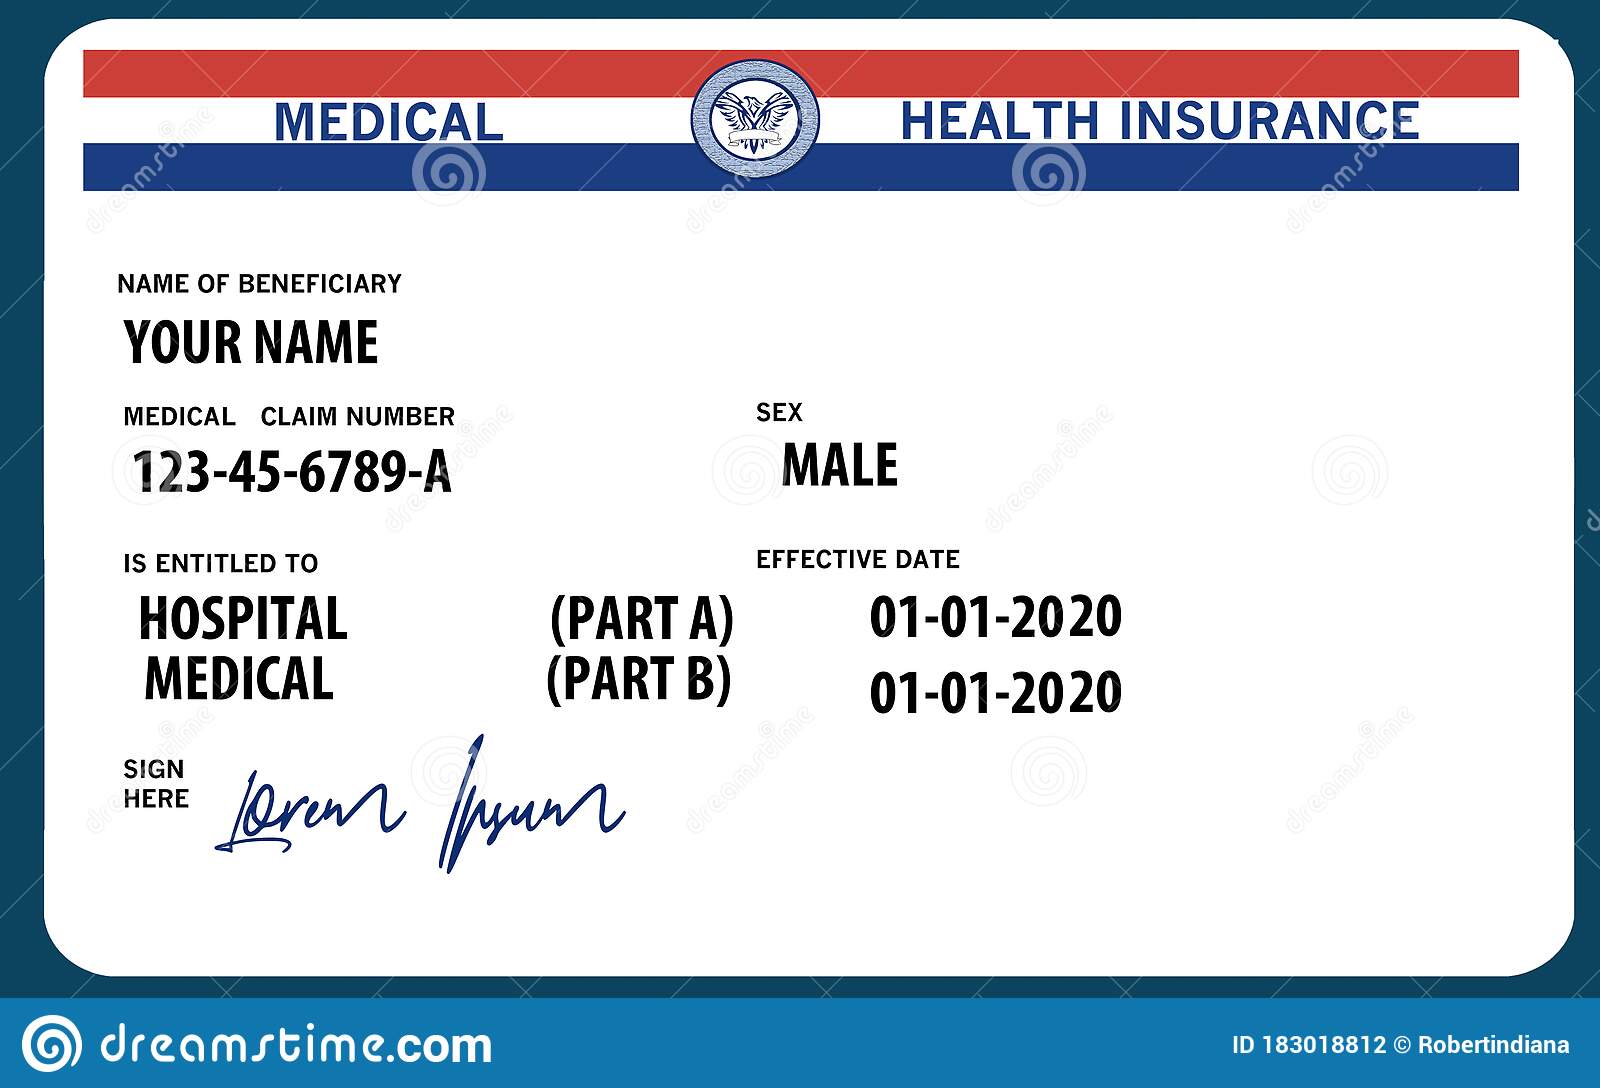 MEDICAL HEALTH INSURANCE
NAME OF BENEFICIARY
YOUR NAME
MEDICAL CLAIM NUMBER SEX
123-45-6789-A MALE
IS ENTITLED TO EFFECTIVE DATE
HOSPITAL (PART A) 01-01-2020
MEDICAL (PART B) 01-01-2020
SIGN
HERE
Lorem Ipsum
dreamstime.com
ID 183018812 © Robertindiana